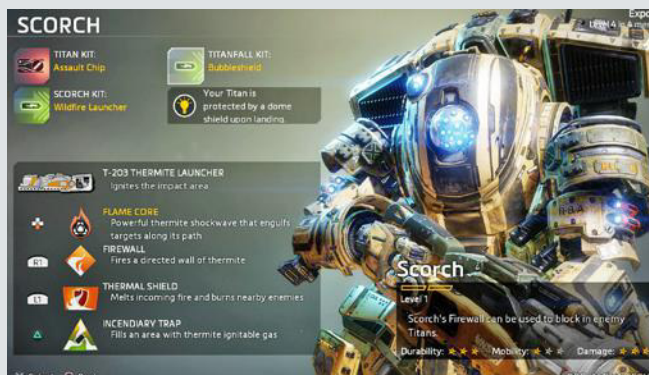 SCORCH
TITAN KIT:
Assault Chip
TITANFALL KIT:
Bubbleshield
SCORCH KIT:
Wildfire Launcher
Your Titan is
protected by a dome
shield upon landing.
T-203 THERMITE LAUNCHER
Ignites the impact area
FLAME CORE
Powerful thermite shockwave that engulfs
targets along its path
R1
FIREWALL
Fires a directed wall of thermite
L1
THERMAL SHIELD
Melts incoming fire and burns nearby enemies
INCENDIARY TRAP
Fills an area with thermite ignitable gas
Scorch
Level 1
Scorch's Firewall can be used to block in enemy
Titans.
Durability: Mobility: Damage: